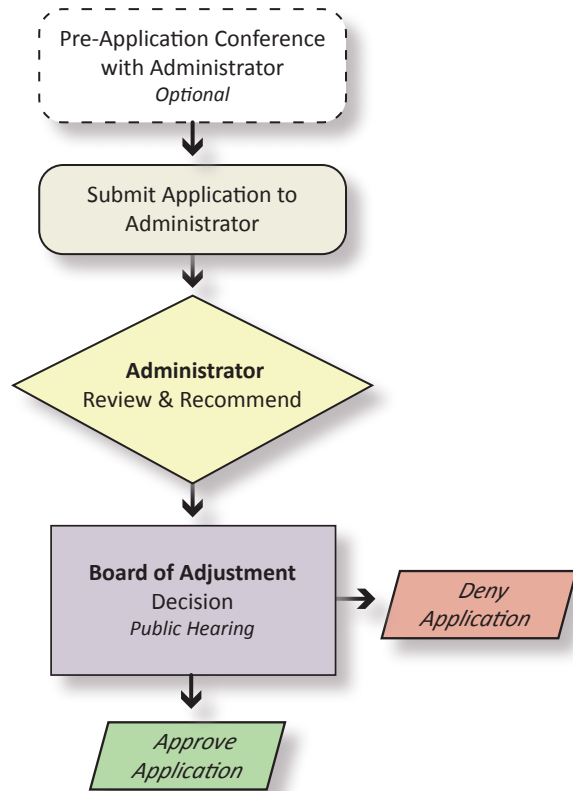 Pre-Application Conference
with Administrator
Optional
Submit Application to
Administrator
Administrator
Review & Recommend
Board of Adjustment
Decision
Public Hearing
Deny
Application
Approve
Application